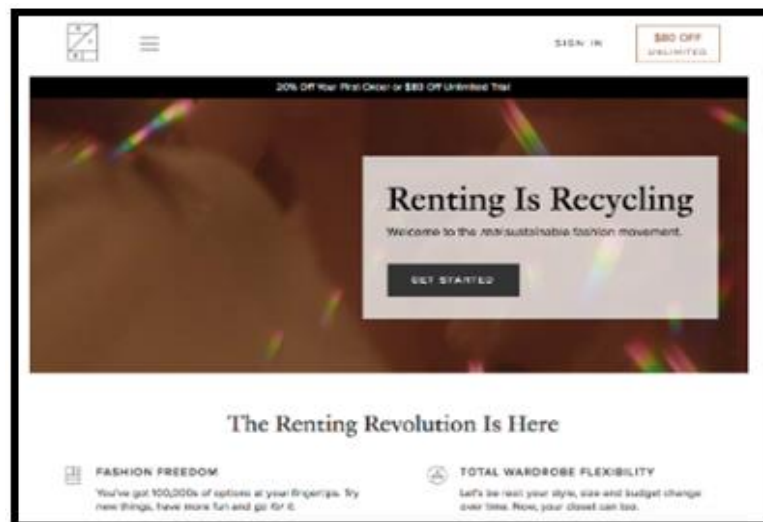 SIGN IN
$80 OFF
UNLIMITED
20% Off Your First Order or $80 Off Unlimited Trial
Renting Is Recycling
Welcome to the real sustainable fashion movement.
GET STARTED
The Renting Revolution Is Here
FASHION FREEDOM
TOTAL WARDROBE FLEXIBILITY
You've got 100,000s of options at your fingertips. Try
new things, have more fun and go for it.
Let's be real: your style, size and budget change
over time. Now, your closet can too.